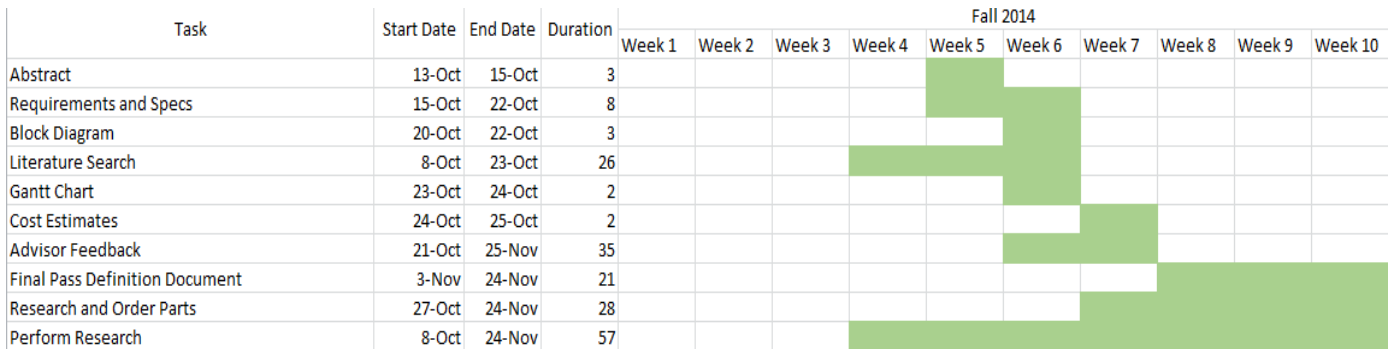 Task Start Date End Date Duration Fall 2014
Week 1 Week 2 Week 3 Week 4 Week 5 Week 6 Week 7 Week 8 Week 9 Week 10
Abstract 13-Oct 15-Oct 3
Requirements and Specs 15-Oct 22-Oct 8
Block Diagram 20-Oct 22-Oct 3
Literature Search 8-Oct 23-Oct 26
Gantt Chart 23-Oct 24-Oct 2
Cost Estimates 24-Oct 25-Oct 2
Advisor Feedback 21-Oct 25-Nov 35
Final Pass Definition Document 3-Nov 24-Nov 21
Research and Order Parts 27-Oct 24-Nov 28
Perform Research 8-Oct 24-Nov 57